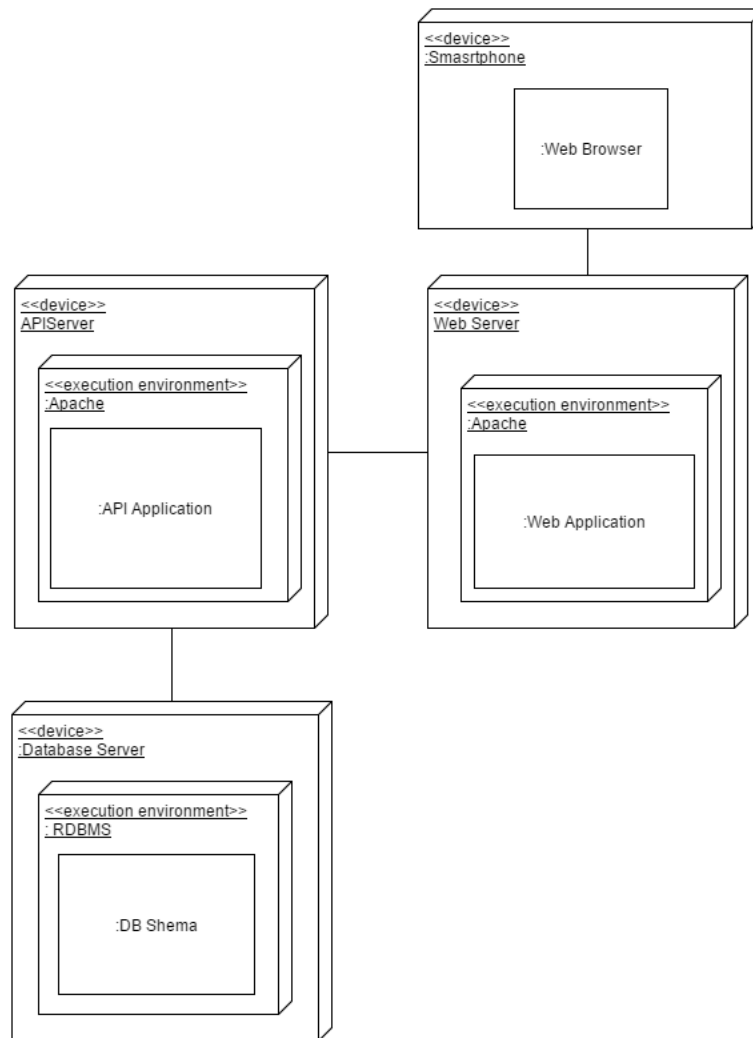 <<device>>
:Smasrtphone
:Web Browser
<<device>>
APIServer
<<execution environment>>
:Apache
:API Application
<<device>>
Web Server
<<execution environment>>
:Apache
:Web Application
<<device>>
:Database Server
<<execution environment>>
: RDBMS
:DB Shema